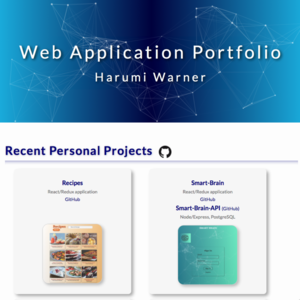 Web Application Portfolio
Harumi Warner
Recent Personal Projects
Recipes
React/Redux application
GitHub
Smart-Brain
React/Redux application
GitHub
Smart-Brain-API (GitHub)
Node/Express, PostgreSQL